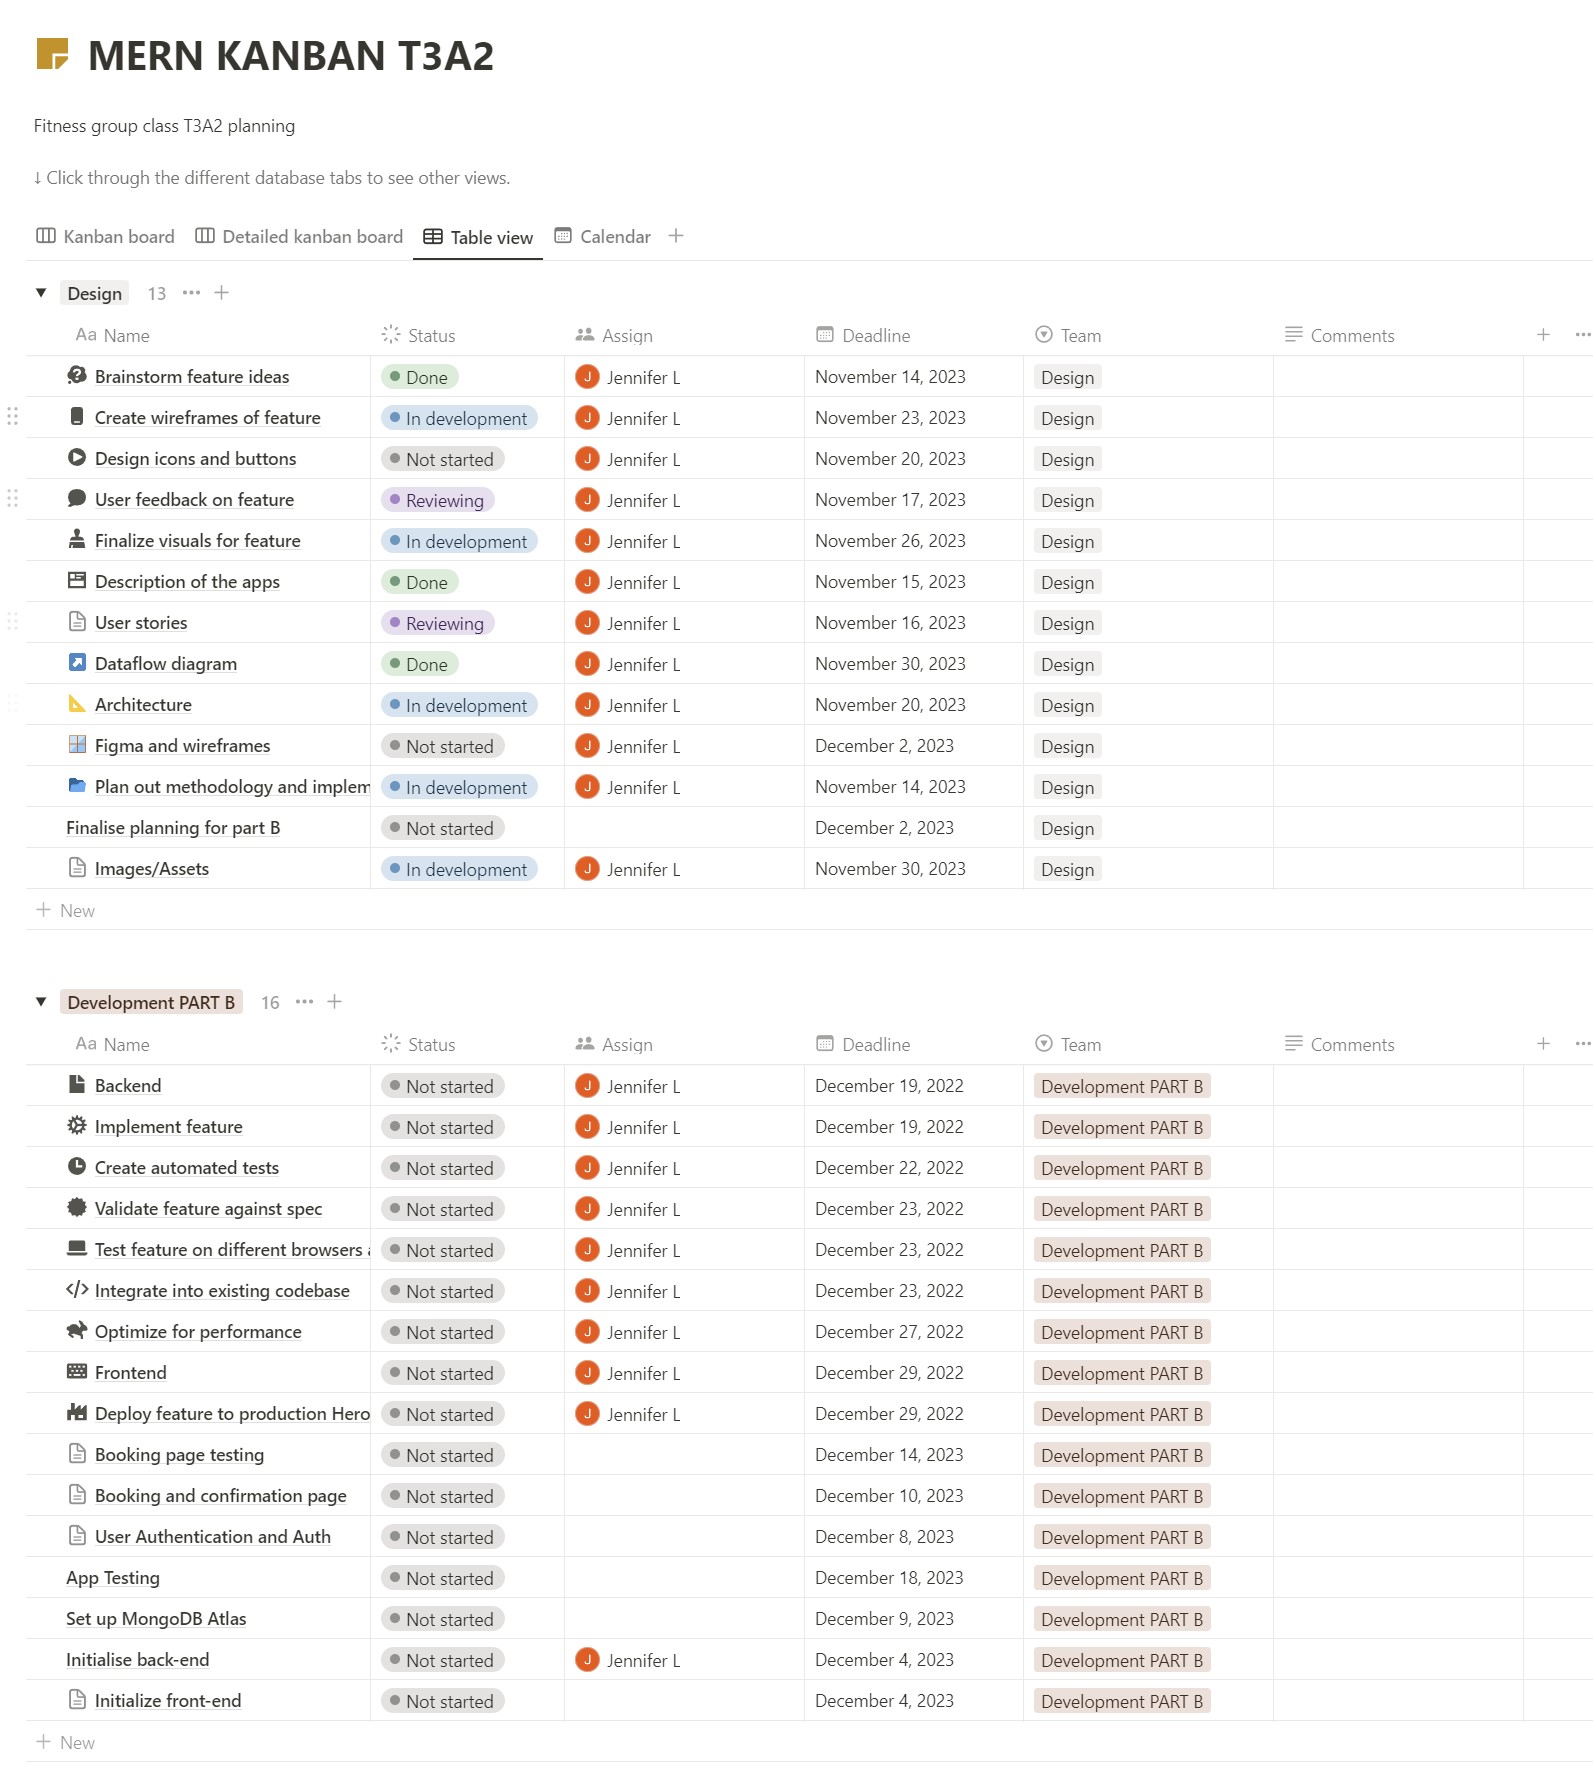 MERN KANBAN T3A2
Fitness group class T3A2 planning
↓ Click through the different database tabs to see other views.
Kanban board Detailed kanban board Table view Calendar +
Design 13 ••• +
Aa Name Status Assign Deadline Team Comments + •••
Brainstorm feature ideas Done J Jennifer L November 14, 2023 Design
Create wireframes of feature In development J Jennifer L November 23, 2023 Design
Design icons and buttons Not started J Jennifer L November 20, 2023 Design
User feedback on feature Reviewing J Jennifer L November 17, 2023 Design
Finalize visuals for feature In development J Jennifer L November 26, 2023 Design
Description of the apps Done J Jennifer L November 15, 2023 Design
User stories Reviewing J Jennifer L November 16, 2023 Design
Dataflow diagram Done J Jennifer L November 30, 2023 Design
Architecture In development J Jennifer L November 20, 2023 Design
Figma and wireframes Not started J Jennifer L December 2, 2023 Design
Plan out methodology and implem In development J Jennifer L November 14, 2023 Design
Finalise planning for part B Not started December 2, 2023 Design
Images/Assets In development J Jennifer L November 30, 2023 Design
+ New
Development PART B 16 ••• +
Aa Name Status Assign Deadline Team Comments + •••
Backend Not started J Jennifer L December 19, 2022 Development PART B
Implement feature Not started J Jennifer L December 19, 2022 Development PART B
Create automated tests Not started J Jennifer L December 22, 2022 Development PART B
Validate feature against spec Not started J Jennifer L December 23, 2022 Development PART B
Test feature on different browsers Not started J Jennifer L December 23, 2022 Development PART B
</> Integrate into existing codebase Not started J Jennifer L December 23, 2022 Development PART B
Optimize for performance Not started J Jennifer L December 27, 2022 Development PART B
Frontend Not started J Jennifer L December 29, 2022 Development PART B
Deploy feature to production Hero Not started J Jennifer L December 29, 2022 Development PART B
Booking page testing Not started December 14, 2023 Development PART B
Booking and confirmation page Not started December 10, 2023 Development PART B
User Authentication and Auth Not started December 8, 2023 Development PART B
App Testing Not started December 18, 2023 Development PART B
Set up MongoDB Atlas Not started December 9, 2023 Development PART B
Initialise back-end Not started J Jennifer L December 4, 2023 Development PART B
Initialize front-end Not started December 4, 2023 Development PART B
+ New